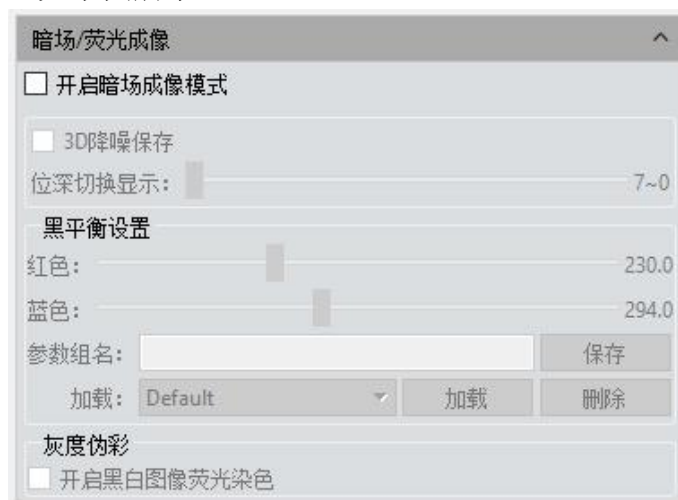 暗场/荧光成像
开启暗场成像模式
3D降噪保存
位深切换显示： 7~0
黑平衡设置
红色： 230.0
蓝色： 294.0
参数组名： 保存
加载： Default 加载 删除
灰度伪彩
开启黑白图像荧光染色